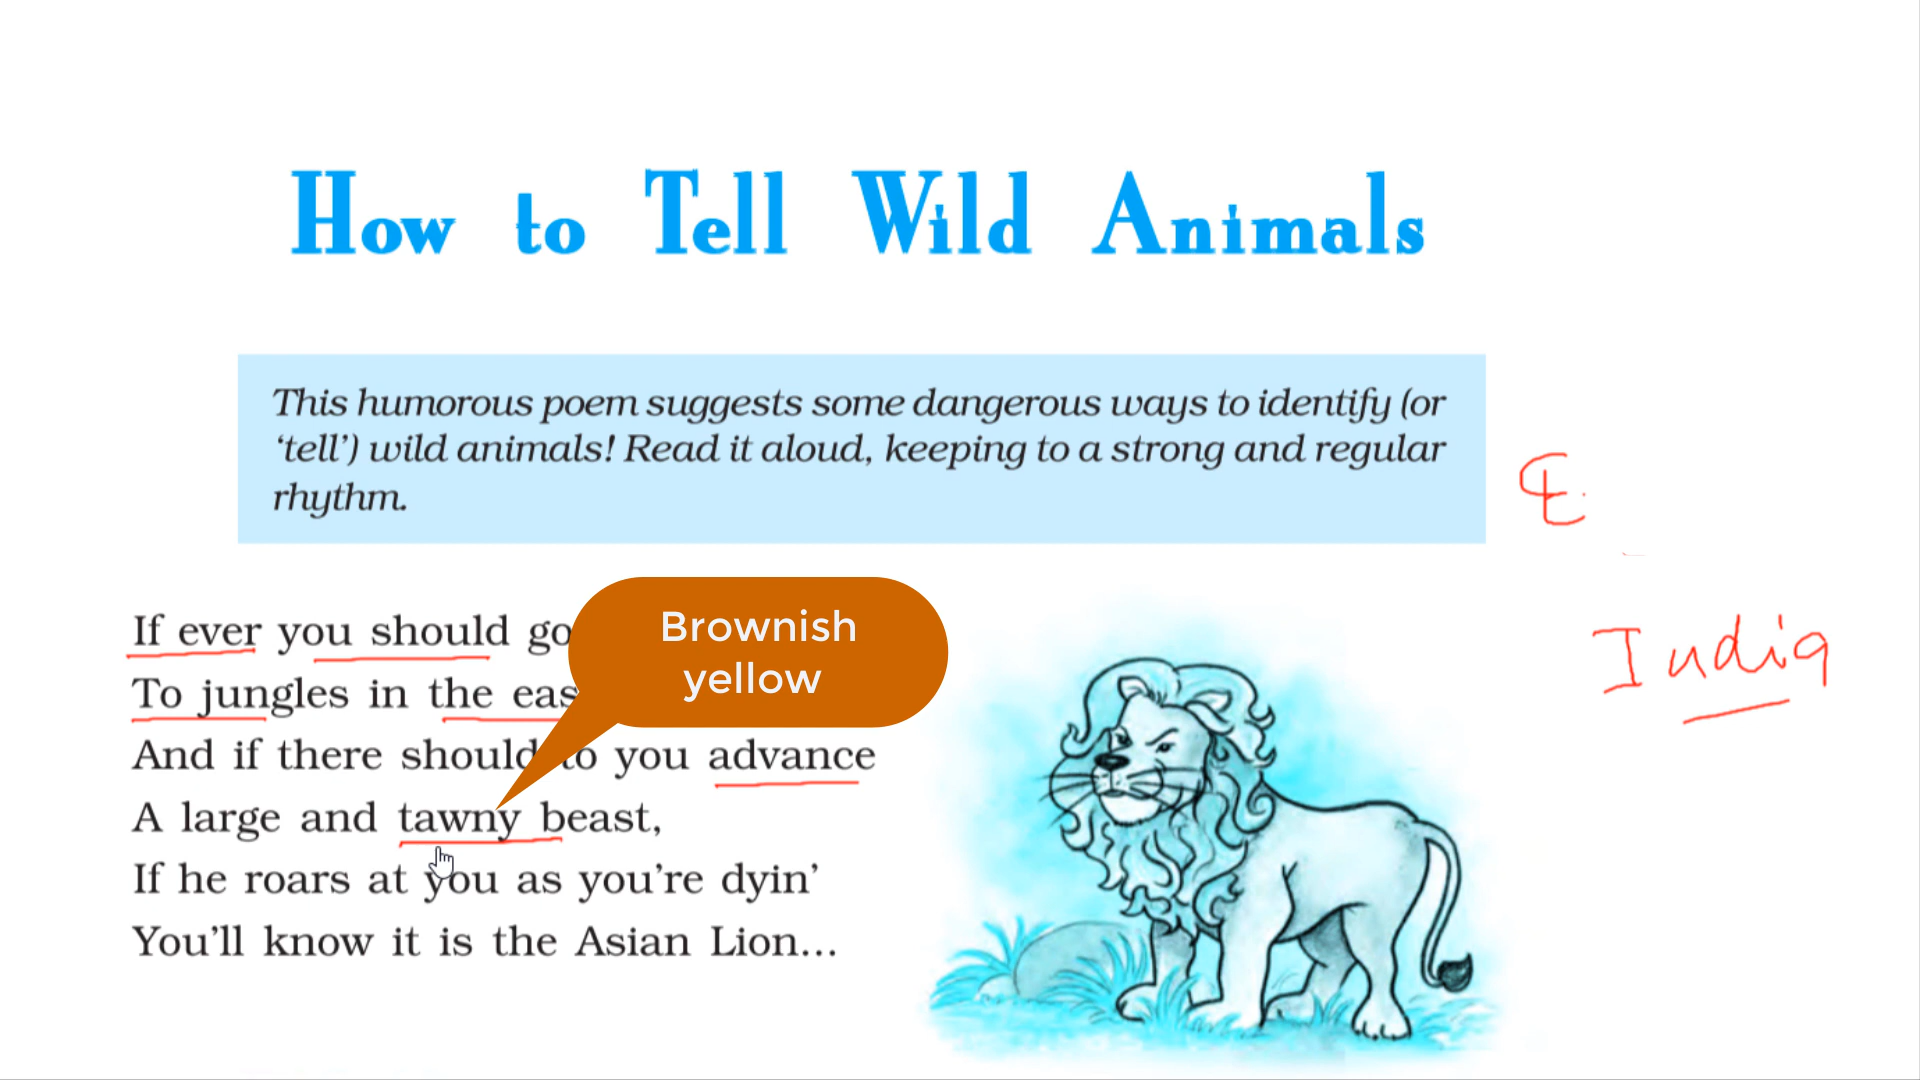 How to Tell Wild Animals
This humorous poem suggests some dangerous ways to identify (or
‘tell’) wild animals! Read it aloud, keeping to a strong and regular
rhythm.
E
India
Brownish
yellow
If ever you should go
To jungles in the eas
And if there should to you advance
A large and tawny beast,
If he roars at you as you’re dyin’
You’ll know it is the Asian Lion...